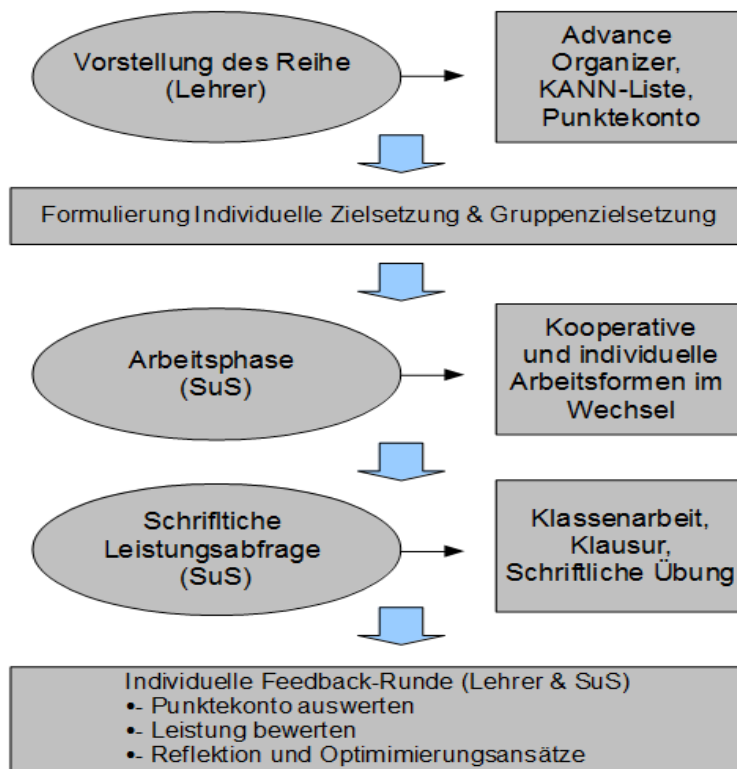 Vorstellung des Reihe
(Lehrer)
Advance
Organizer,
KANN-Liste,
Punktekonto
Formulierung Individuelle Zielsetzung & Gruppenzielsetzung
Arbeitsphase
(SuS)
Kooperative
und individuelle
Arbeitsformen im
Wechsel
Schrifltiche
Leistungsabfrage
(SuS)
Klassenarbeit,
Klausur,
Schriftliche Übung
Individuelle Feedback-Runde (Lehrer & SuS)
•- Punktekonto auswerten
•- Leistung bewerten
•- Reflektion und Optimimierungsansätze